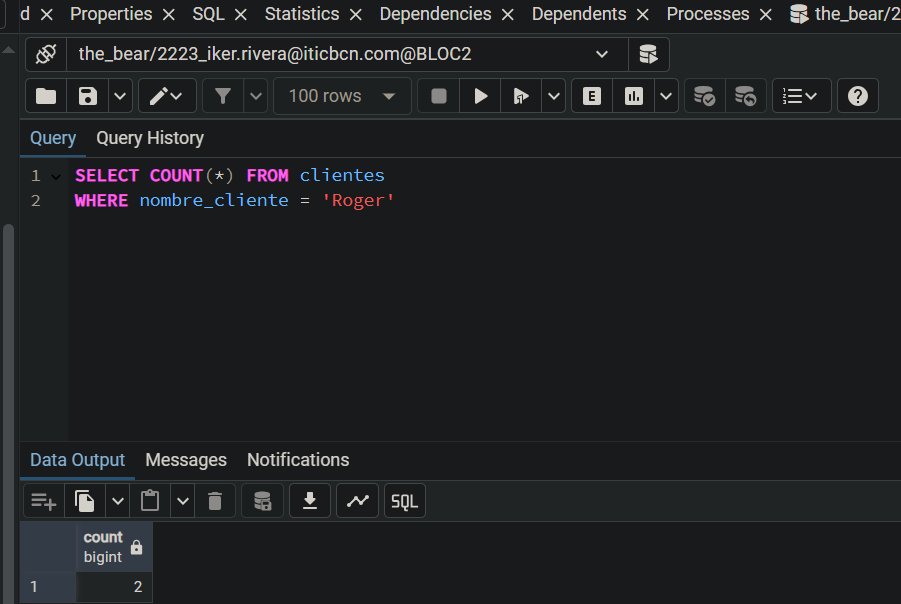 d Properties SQL Statistics Dependencies Dependents Processes the_bear/2
the_bear/2223_iker.rivera@iticbcn.com@BLOC2
100 rows E ?
Query Query History
1 SELECT COUNT(*) FROM clientes
2 WHERE nombre_cliente = 'Roger'
Data Output Messages Notifications
SQL
count
bigint
1 2